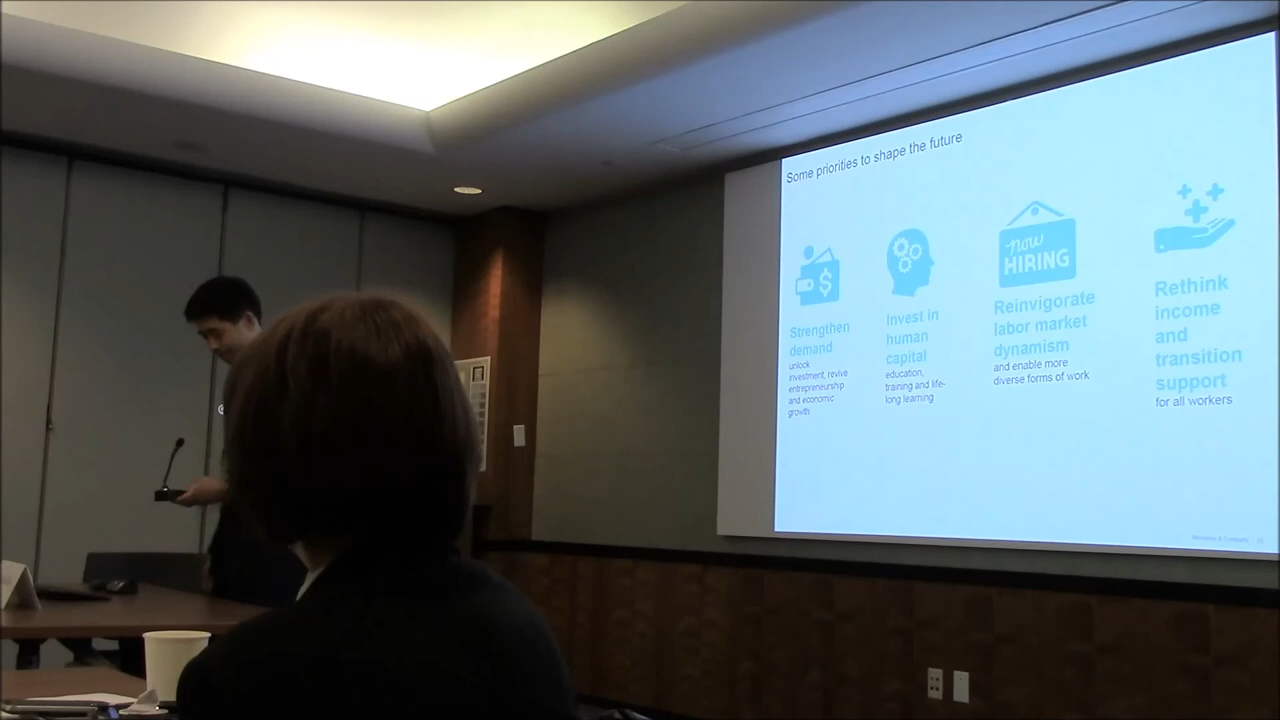 Some priorities to shape the future
Strengthen
demand
unlock
investment, revive
entrepreneurship
and economic
growth
Invest in
human
capital
education,
training and life-
long learning
now
HIRING
Reinvigorate
labor market
dynamism
and enable more
diverse forms of work
Rethink
income
and
transition
support
for all workers
McKinsey & Company